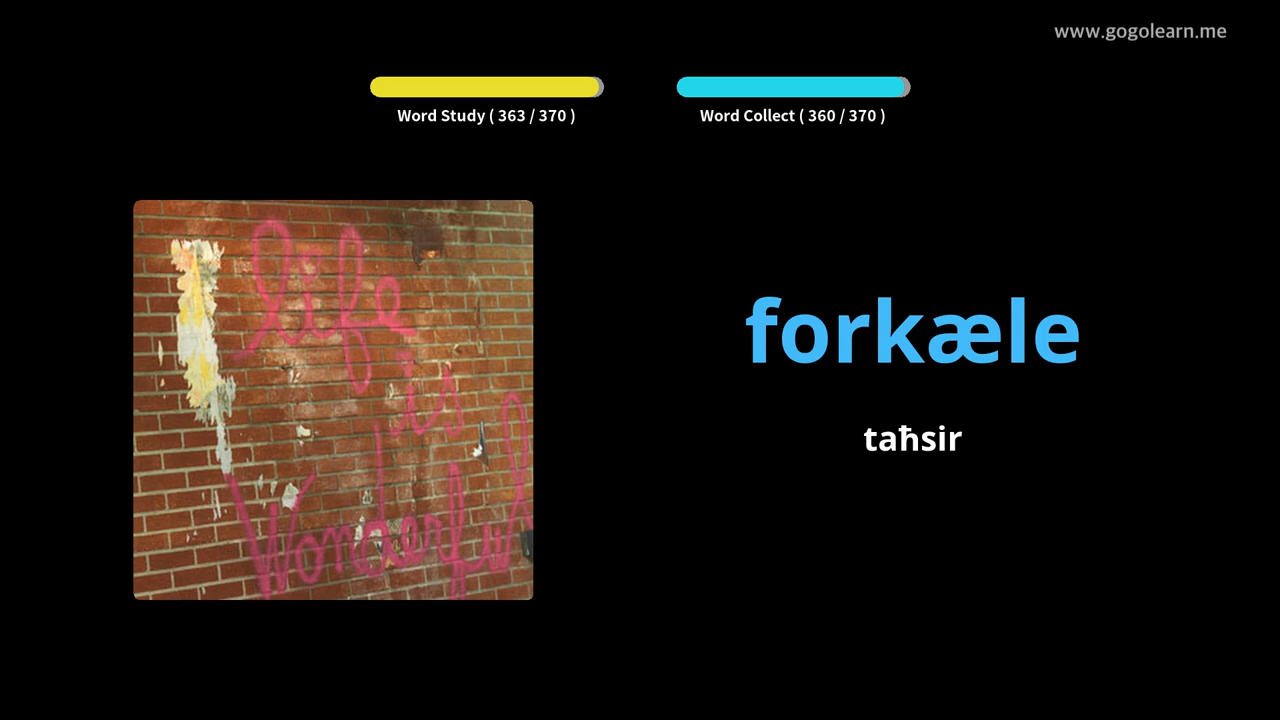 www.gogolearn.me
Word Study ( 363 / 370 )
Word Collect ( 360 / 370 )
life
is
Wonderful
forkæle
taħsir